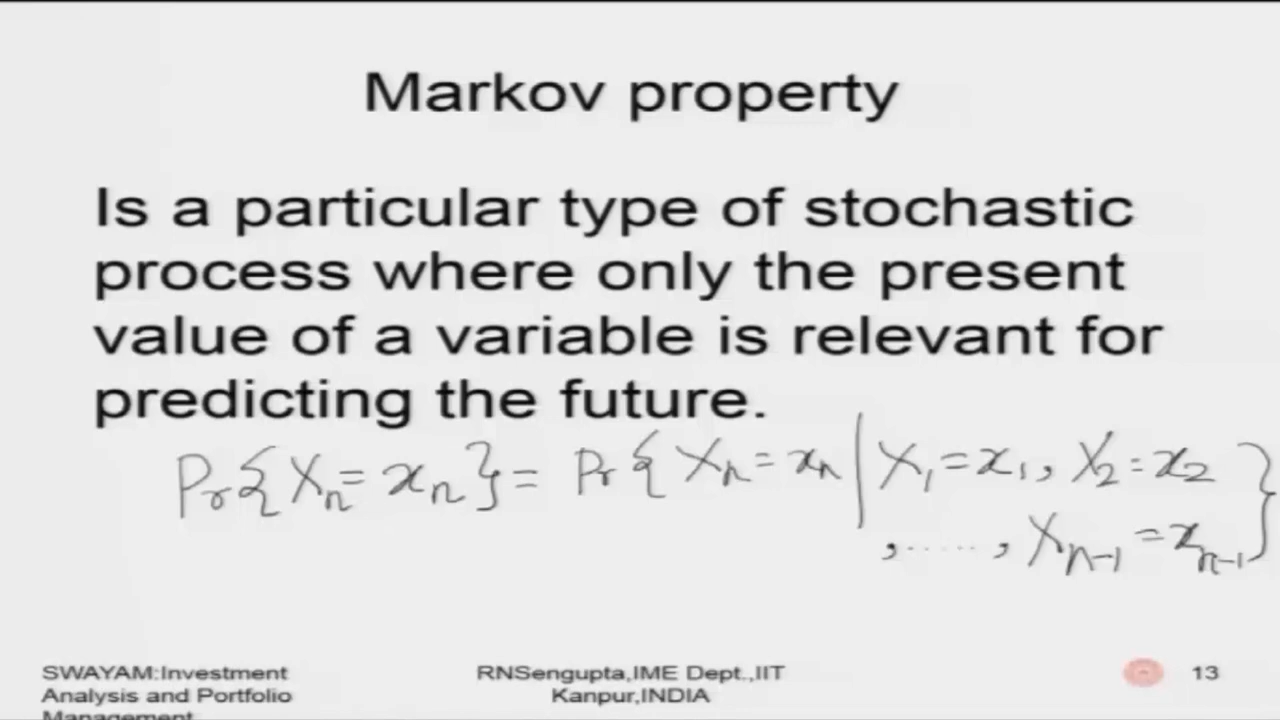 Markov property
Is a particular type of stochastic
process where only the present
value of a variable is relevant for
predicting the future.
Pr{Xₙ = xₙ} = Pr{Xₙ = xₙ | X₁ = x₁, X₂ = x₂
, ....., Xₙ₋₁ = xₙ₋₁}
SWAYAM:Investment
Analysis and Portfolio
Management
RNSengupta,IME Dept.,IIT
Kanpur,INDIA
13